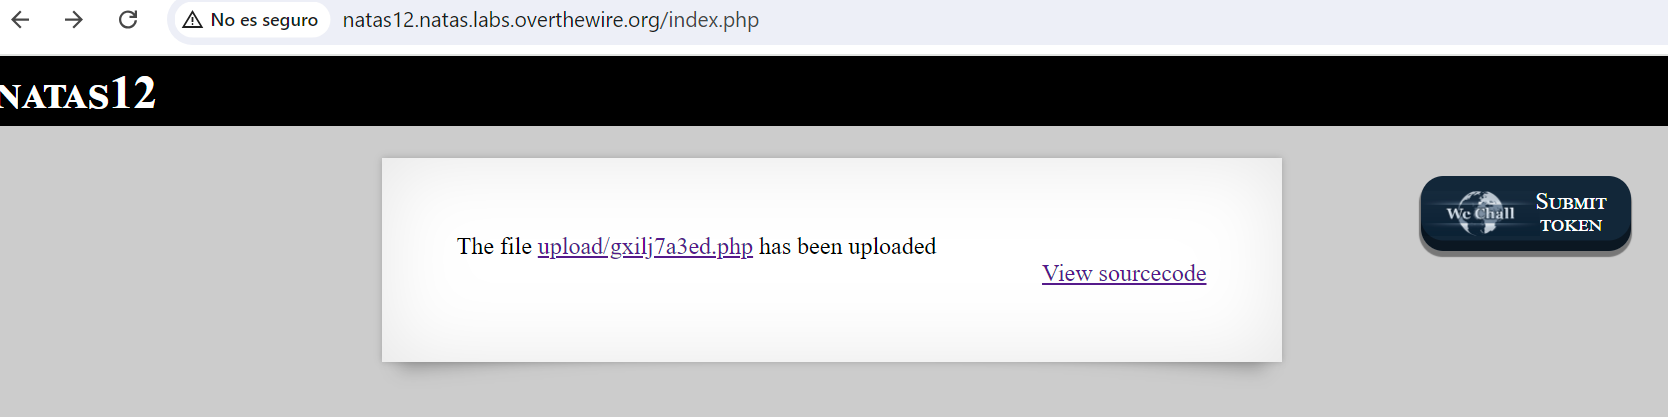 No es seguro natas12.natas.labs.overthewire.org/index.php
NATAS12
We Chall
SUBMIT
TOKEN
The file upload/gxilj7a3ed.php has been uploaded
View sourcecode